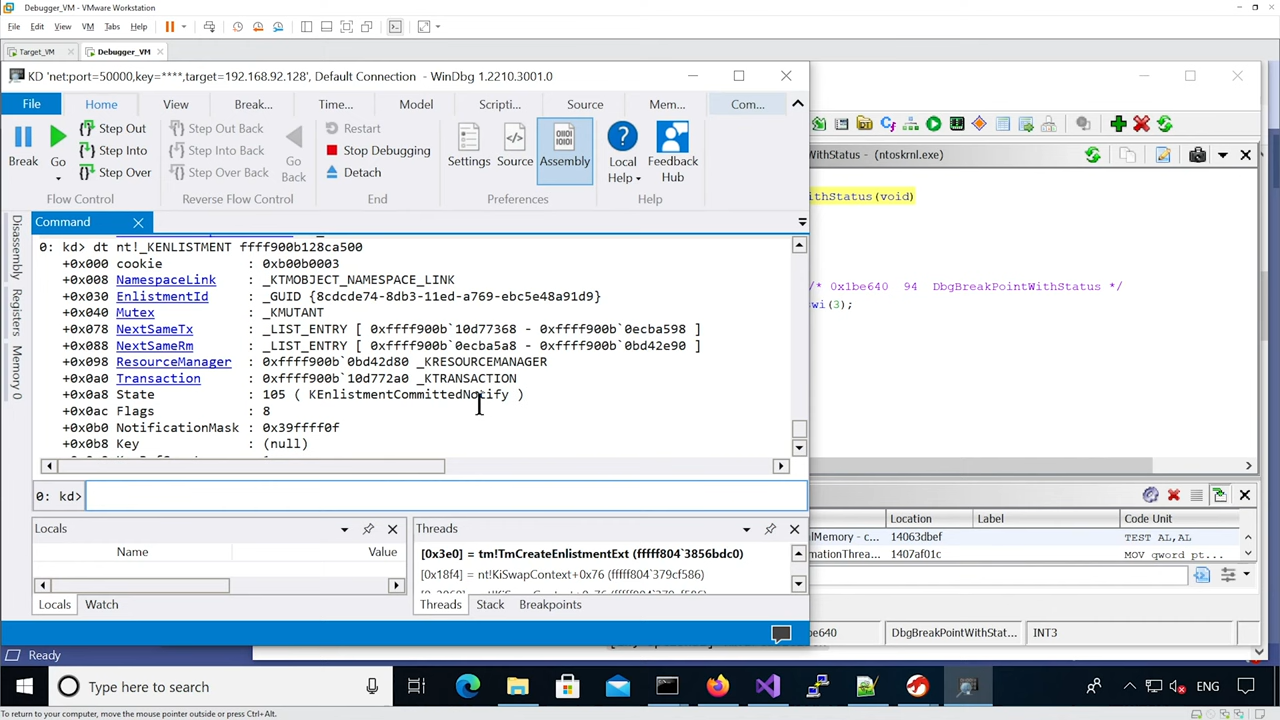 Debugger_VM - VMware Workstation
File Edit View VM Tabs Help
Target_VM Debugger_VM
KD 'net:port=50000,key=****,target=192.168.92.128', Default Connection - WinDbg 1.2210.3001.0
File Home View Break... Time... Model Scripti... Source Mem... Com...
Break Go Step Out Step Into Step Over Flow Control
Step Out Back Step Into Back Step Over Back Go Back Reverse Flow Control
Restart Stop Debugging Detach End
Settings Source Assembly Preferences
Local Help Feedback Hub Help
WithStatus - (ntoskrnl.exe)
WithStatus(void)
/* 0x1be640 94 DbgBreakPointWithStatus */
swi(3);
Command
Disassembly
Registers
Memory 0
0: kd> dt nt!_KENLISTMENT ffff900b128ca500
+0x000 cookie : 0xb00b0003
+0x008 NamespaceLink : _KTMOBJECT_NAMESPACE_LINK
+0x030 EnlistmentId : _GUID {8cdcde74-8db3-11ed-a769-ebc5e48a91d9}
+0x040 Mutex : _KMUTANT
+0x078 NextSameTx : _LIST_ENTRY [ 0xffff900b`10d77368 - 0xffff900b`0ecba598 ]
+0x088 NextSameRm : _LIST_ENTRY [ 0xffff900b`0ecba5a8 - 0xffff900b`0bd42e90 ]
+0x098 ResourceManager : 0xffff900b`0bd42d80 _KRESOURCEMANAGER
+0x0a0 Transaction : 0xffff900b`10d772a0 _KTRANSACTION
+0x0a8 State : 105 ( KEnlistmentCommittedNotify )
+0x0ac Flags : 8
+0x0b0 NotificationMask : 0x39ffff0f
+0x0b8 Key : (null)
0: kd>
Locals
Name Value
Locals Watch
Threads
[0x3e0] = tm!TmCreateEnlistmentExt (fffff804`3856bdc0)
[0x18f4] = nt!KiSwapContext+0x76 (fffff804`379cf586)
Threads Stack Breakpoints
Location Label Code Unit
alMemory - c... 14063dbef TEST AL,AL
mationThrea... 1407af01c MOV qword pt...
be640 DbgBreakPointWithStat... INT3
Ready
Type here to search
ENG
To return to your computer, move the mouse pointer outside or press Ctrl+Alt.